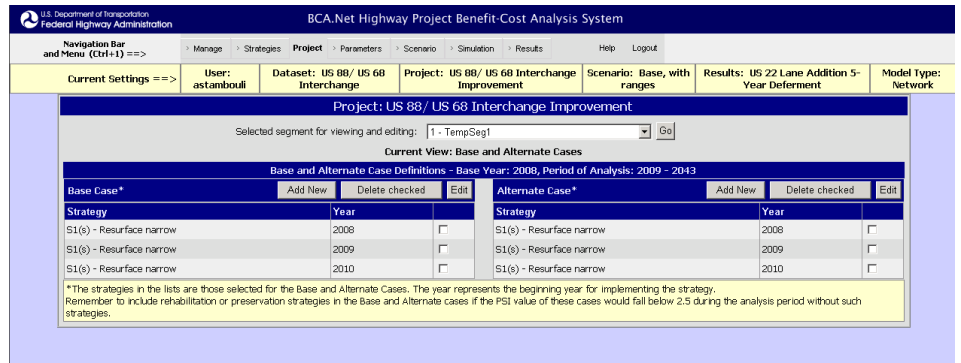 U.S. Department of Transportation
Federal Highway Administration
BCA.Net Highway Project Benefit-Cost Analysis System
Navigation Bar
and Menu (Ctrl+1) ==>
Manage
Strategies
Project
Parameters
Scenario
Simulation
Results
Help
Logout
Current Settings ==>
User:
astambouli
Dataset: US 88/ US 68
Interchange
Project: US 88/ US 68 Interchange
Improvement
Scenario: Base, with
ranges
Results: US 22 Lane Addition 5-
Year Deferment
Model Type:
Network
Project: US 88/ US 68 Interchange Improvement
Selected segment for viewing and editing: 1 - TempSeg1 Go
Current View: Base and Alternate Cases
Base and Alternate Case Definitions - Base Year: 2008, Period of Analysis: 2009 - 2043
Base Case* Add New Delete checked Edit
Strategy Year
S1(s) - Resurface narrow 2008
S1(s) - Resurface narrow 2009
S1(s) - Resurface narrow 2010
Alternate Case* Add New Delete checked Edit
Strategy Year
S1(s) - Resurface narrow 2008
S1(s) - Resurface narrow 2009
S1(s) - Resurface narrow 2010
*The strategies in the lists are those selected for the Base and Alternate Cases. The year represents the beginning year for implementing the strategy.
Remember to include rehabilitation or preservation strategies in the Base and Alternate cases if the PSI value of these cases would fall below 2.5 during the analysis period without such
strategies.